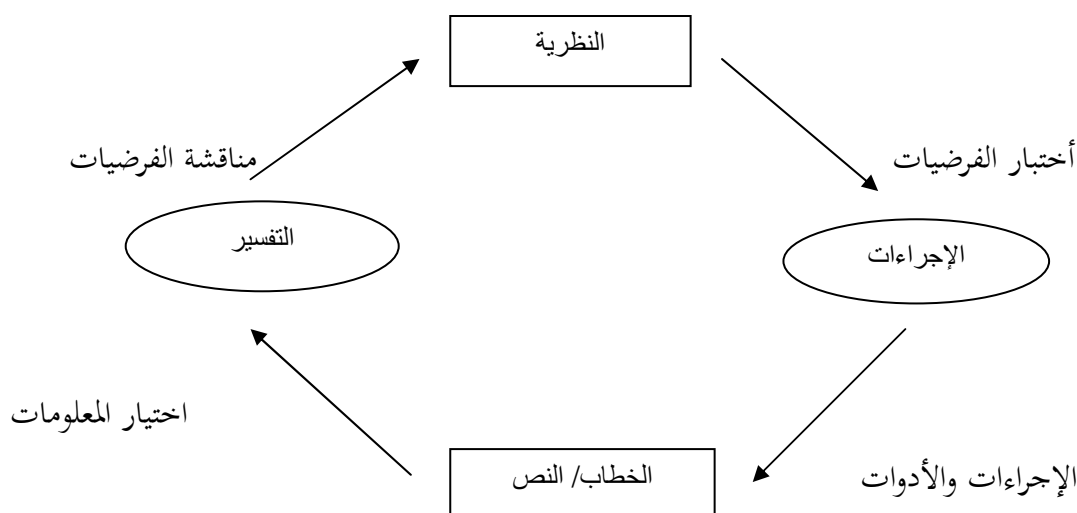 النظرية
أختبار الفرضيات
مناقشة الفرضيات
الإجراءات
التفسير
اختيار المعلومات
الإجراءات والأدوات
الخطاب/ النص